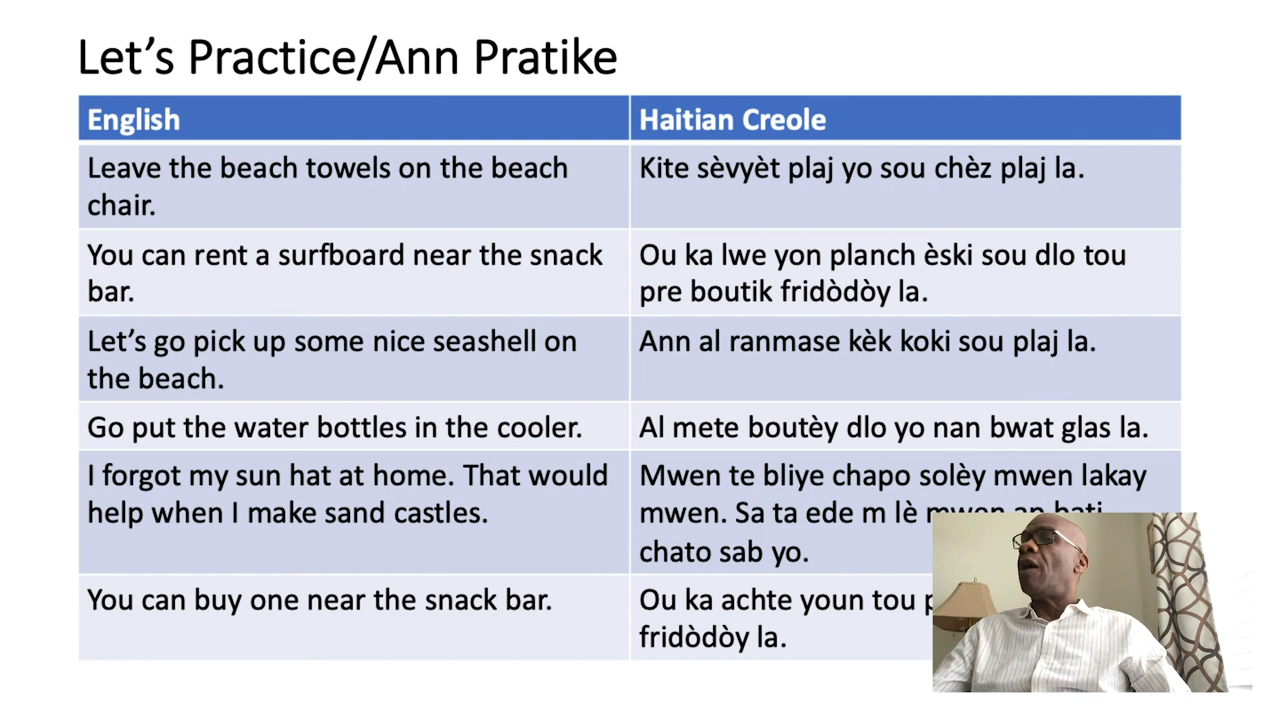 Let's Practice/Ann Pratike
English
Haitian Creole
Leave the beach towels on the beach
chair.
Kite sèvyèt plaj yo sou chèz plaj la.
You can rent a surfboard near the snack
bar.
Ou ka lwe yon planch èski sou dlo tou
pre boutik fridòdòy la.
Let's go pick up some nice seashell on
the beach.
Ann al ranmase kèk koki sou plaj la.
Go put the water bottles in the cooler.
Al mete boutèy dlo yo nan bwat glas la.
I forgot my sun hat at home. That would
help when I make sand castles.
Mwen te bliye chapo solèy mwen lakay
mwen. Sa ta ede m lè mwen ap bati
chato sab yo.
You can buy one near the snack bar.
Ou ka achte youn tou
fridòdòy la.